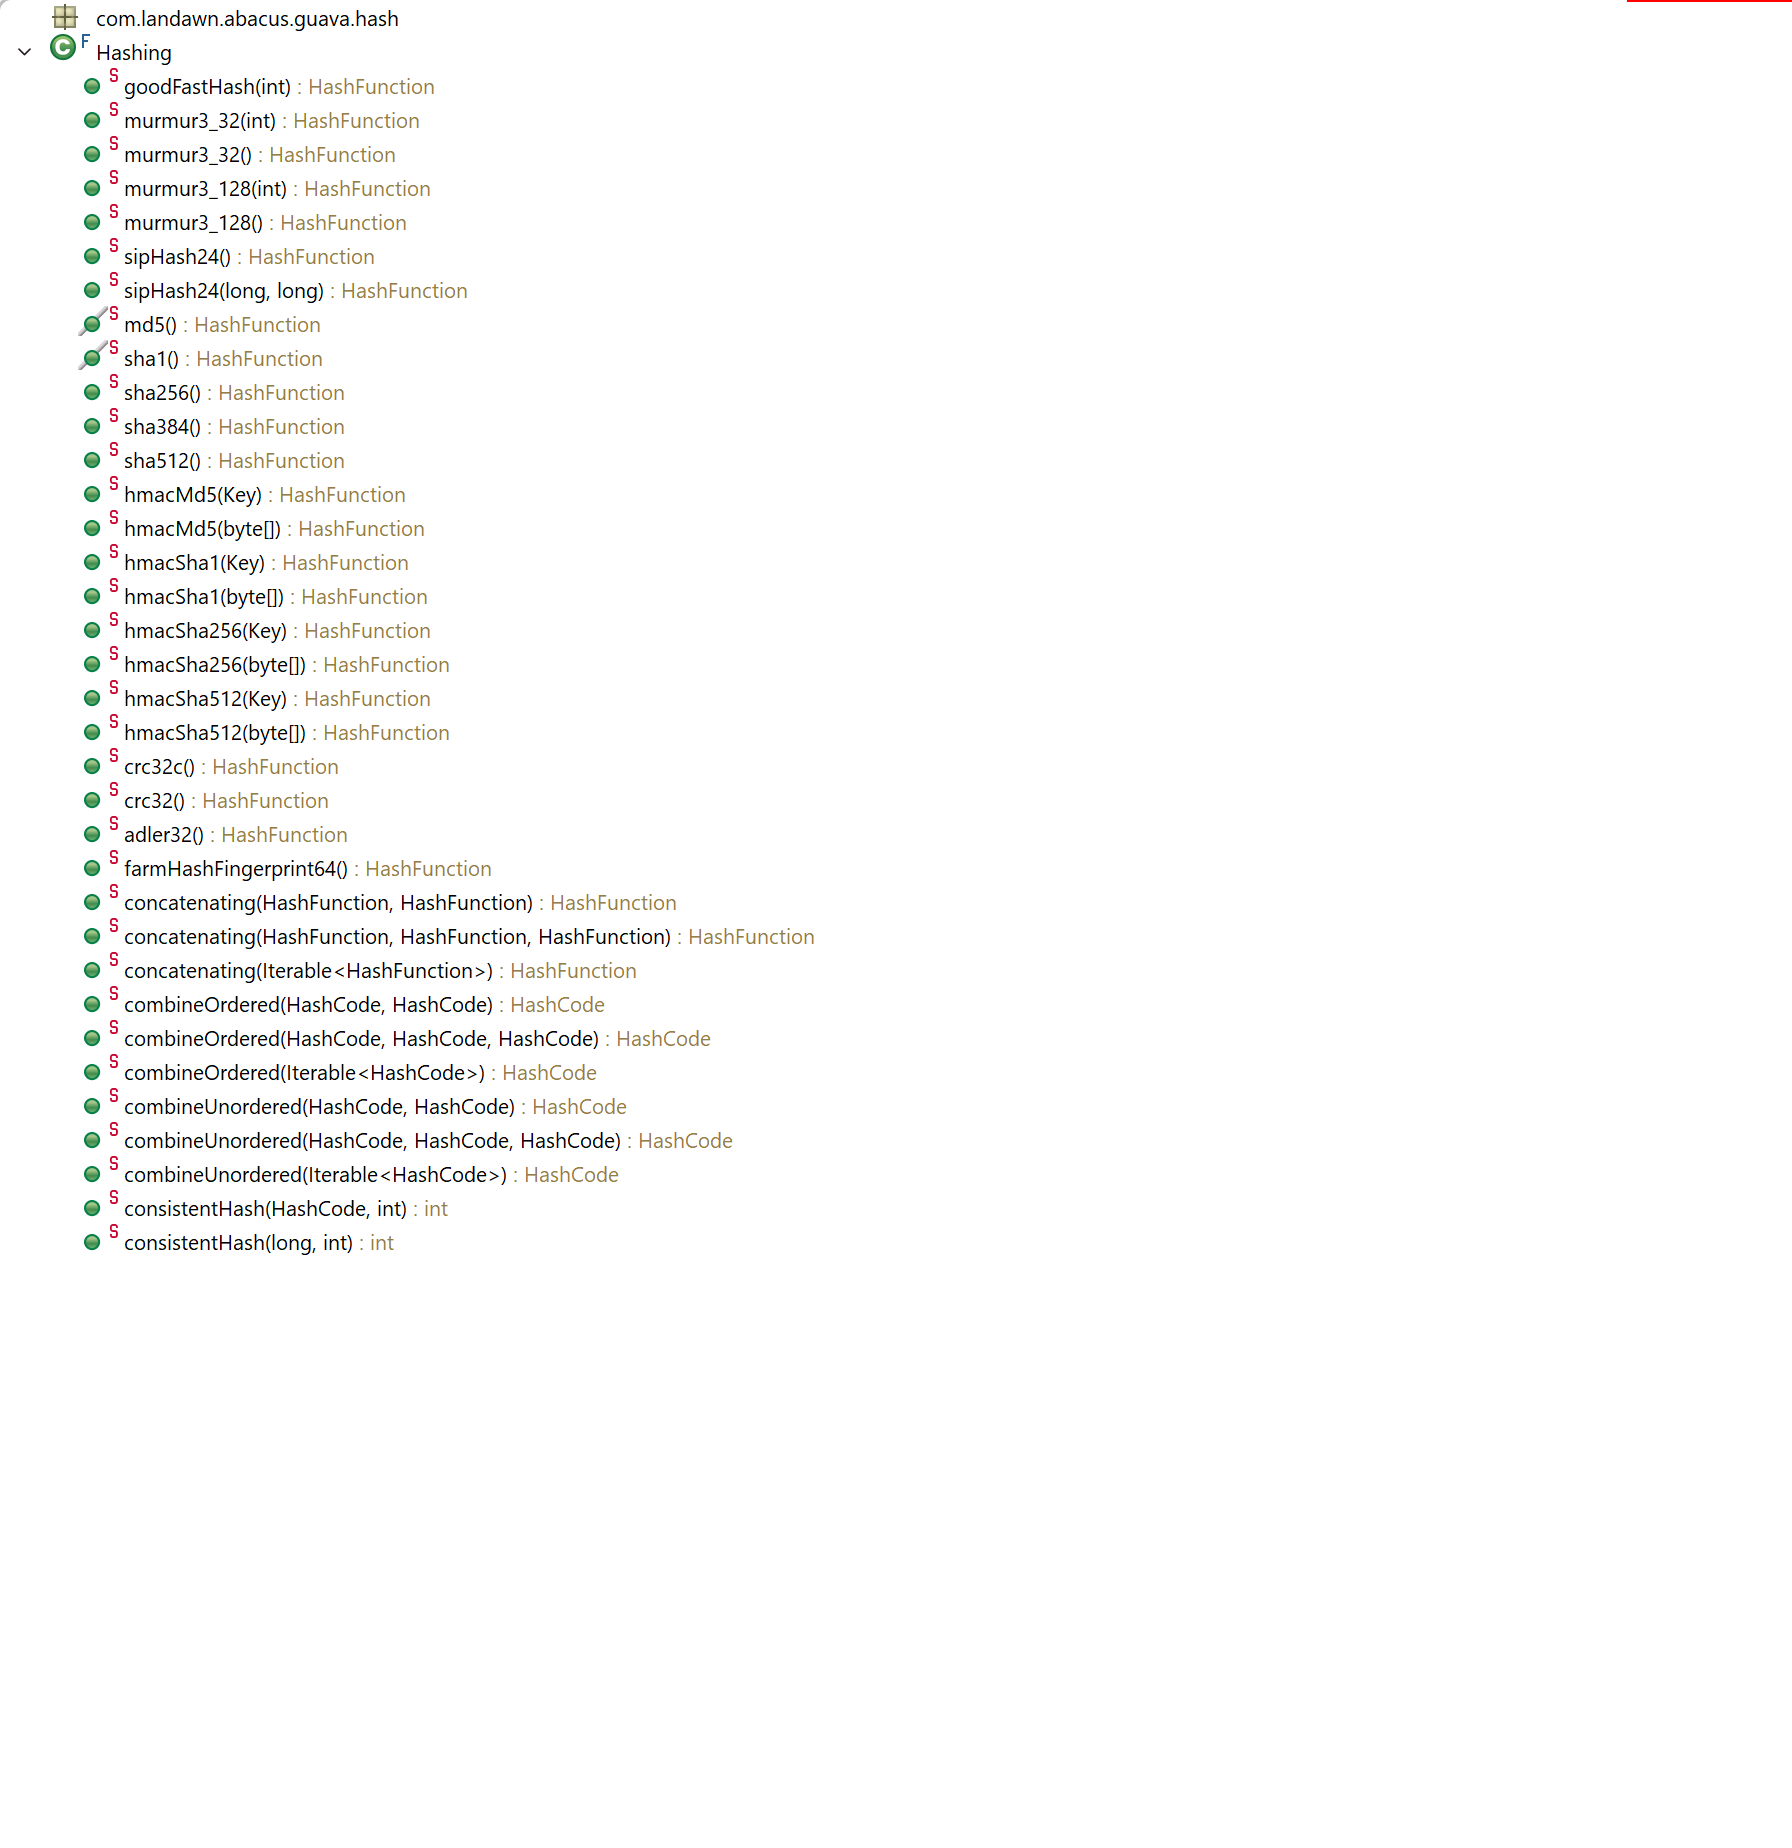 com.landawn.abacus.guava.hash
C F Hashing
S goodFastHash(int) : HashFunction
S murmur3_32(int) : HashFunction
S murmur3_32() : HashFunction
S murmur3_128(int) : HashFunction
S murmur3_128() : HashFunction
S sipHash24() : HashFunction
S sipHash24(long, long) : HashFunction
S md5() : HashFunction
S sha1() : HashFunction
S sha256() : HashFunction
S sha384() : HashFunction
S sha512() : HashFunction
S hmacMd5(Key) : HashFunction
S hmacMd5(byte[]) : HashFunction
S hmacSha1(Key) : HashFunction
S hmacSha1(byte[]) : HashFunction
S hmacSha256(Key) : HashFunction
S hmacSha256(byte[]) : HashFunction
S hmacSha512(Key) : HashFunction
S hmacSha512(byte[]) : HashFunction
S crc32c() : HashFunction
S crc32() : HashFunction
S adler32() : HashFunction
S farmHashFingerprint64() : HashFunction
S concatenating(HashFunction, HashFunction) : HashFunction
S concatenating(HashFunction, HashFunction, HashFunction) : HashFunction
S concatenating(Iterable<HashFunction>) : HashFunction
S combineOrdered(HashCode, HashCode) : HashCode
S combineOrdered(HashCode, HashCode, HashCode) : HashCode
S combineOrdered(Iterable<HashCode>) : HashCode
S combineUnordered(HashCode, HashCode) : HashCode
S combineUnordered(HashCode, HashCode, HashCode) : HashCode
S combineUnordered(Iterable<HashCode>) : HashCode
S consistentHash(HashCode, int) : int
S consistentHash(long, int) : int